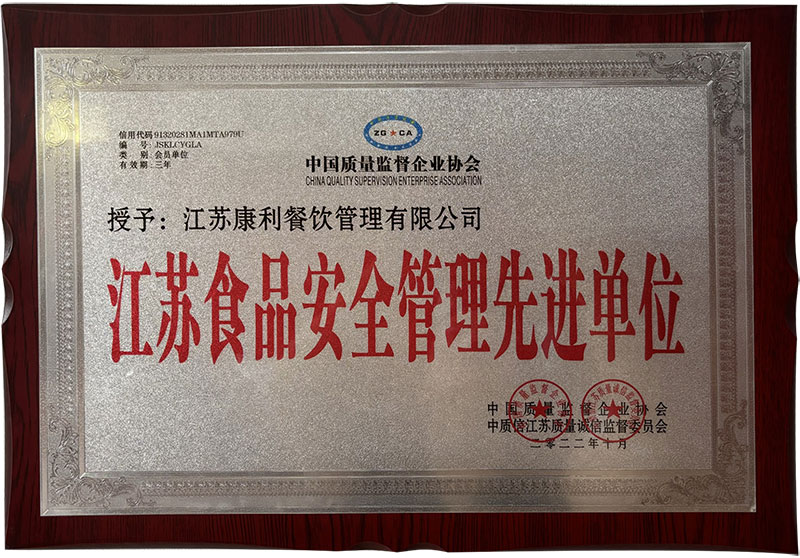 信用代码 91320281MA1MTA979U
编 号: JSKLCYGLA
类 别: 会员单位
有效期: 三年
ZG★CA
中国质量监督企业协会
CHINA QUALITY SUPERVISION ENTERPRISE ASSOCIATION
授予：江苏康利餐饮管理有限公司
江苏食品安全管理先进单位
中国质量监督企业协会
中质信江苏质量诚信监督委员会
二零二二年十月